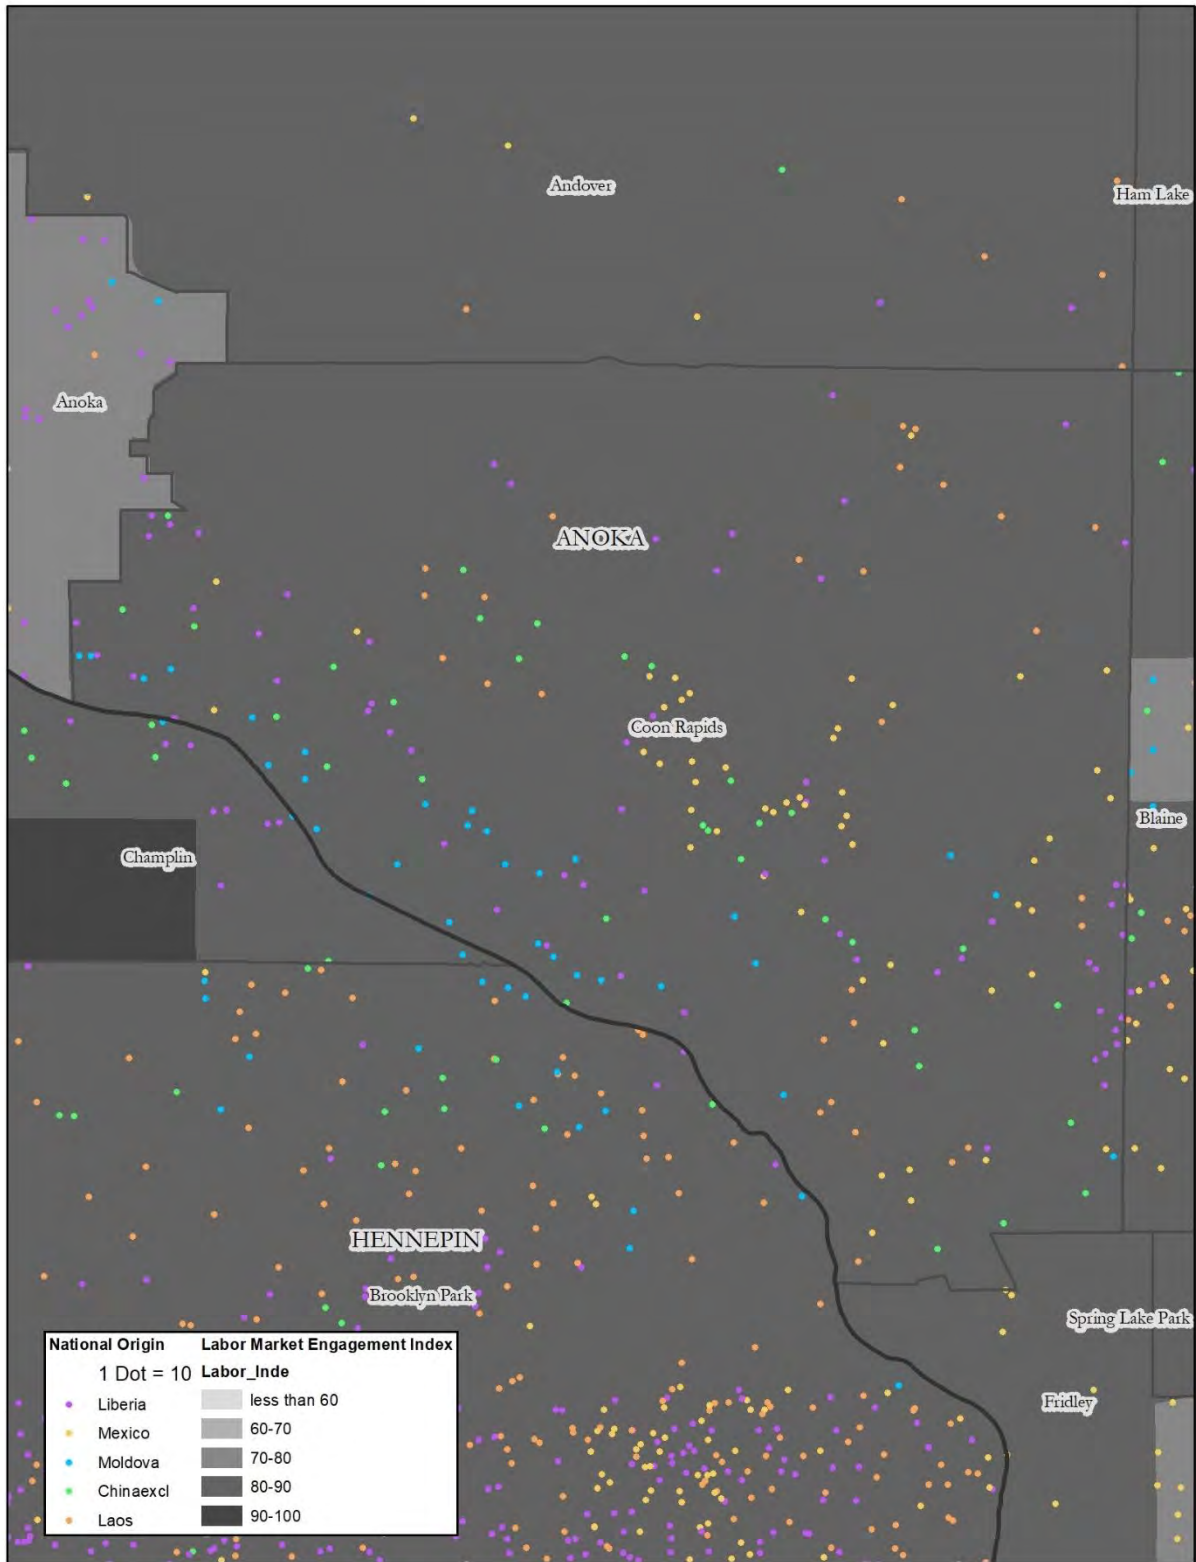 Andover
Ham Lake
Anoka
ANOKA
Coon Rapids
Blaine
Champlin
HENNEPIN
Brooklyn Park
Spring Lake Park
Fridley
National Origin
1 Dot = 10
Liberia
Mexico
Moldova
Chinaexcl
Laos
Labor Market Engagement Index
Labor_Inde
less than 60
60-70
70-80
80-90
90-100